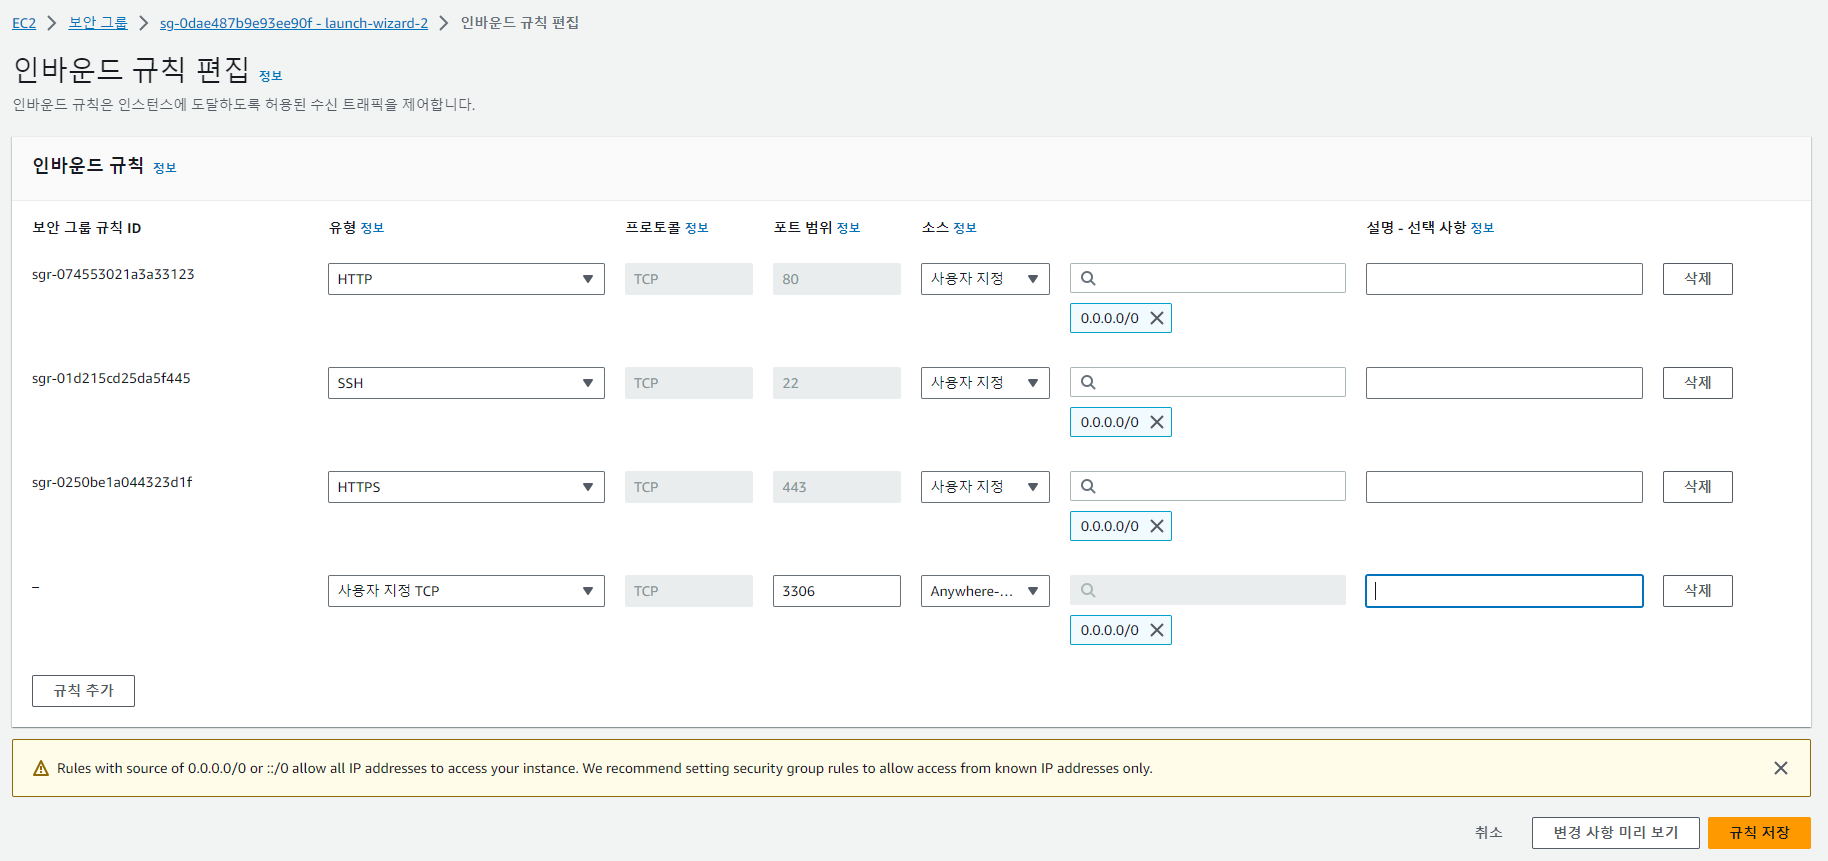 EC2 > 보안 그룹 > sg-0dae487b9e93ee90f - launch-wizard-2 > 인바운드 규칙 편집
인바운드 규칙 편집 정보
인바운드 규칙은 인스턴스에 도달하도록 허용된 수신 트래픽을 제어합니다.
인바운드 규칙 정보
보안 그룹 규칙 ID 유형 정보 프로토콜 정보 포트 범위 정보 소스 정보 설명 - 선택 사항 정보
sgr-074553021a3a33123 HTTP TCP 80 사용자 지정 삭제
0.0.0.0/0
sgr-01d215cd25da5f445 SSH TCP 22 사용자 지정 삭제
0.0.0.0/0
sgr-0250be1a044323d1f HTTPS TCP 443 사용자 지정 삭제
0.0.0.0/0
– 사용자 지정 TCP TCP 3306 Anywhere-... 삭제
0.0.0.0/0
규칙 추가
Rules with source of 0.0.0.0/0 or ::/0 allow all IP addresses to access your instance. We recommend setting security group rules to allow access from known IP addresses only.
취소 변경 사항 미리 보기 규칙 저장